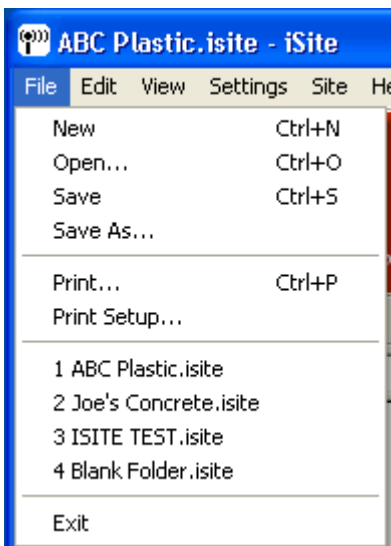 ABC Plastic.isite - iSite
File Edit View Settings Site
New Ctrl+N
Open... Ctrl+O
Save Ctrl+S
Save As...
Print... Ctrl+P
Print Setup...
1 ABC Plastic.isite
2 Joe's Concrete.isite
3 ISITE TEST.isite
4 Blank Folder.isite
Exit